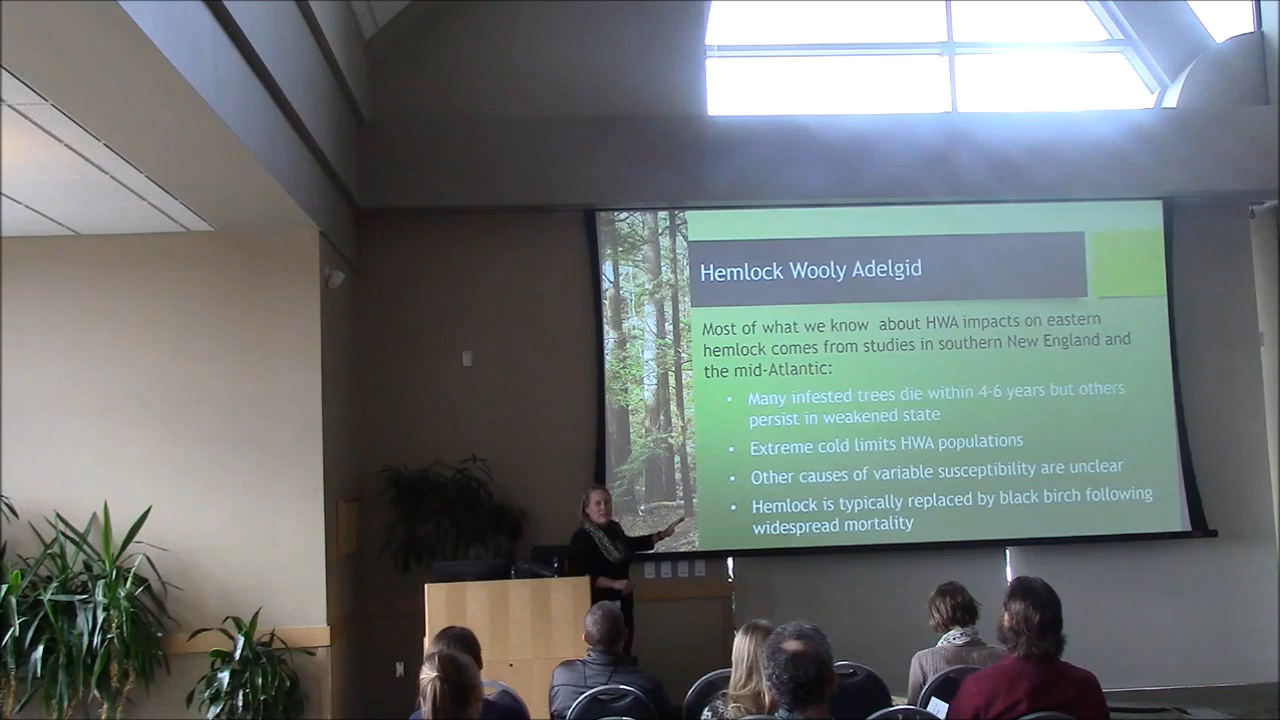 Hemlock Wooly Adelgid
Most of what we know about HWA impacts on eastern
hemlock comes from studies in southern New England and
the mid-Atlantic:
• Many infested trees die within 4-6 years but others
persist in weakened state
• Extreme cold limits HWA populations
• Other causes of variable susceptibility are unclear
• Hemlock is typically replaced by black birch following
widespread mortality